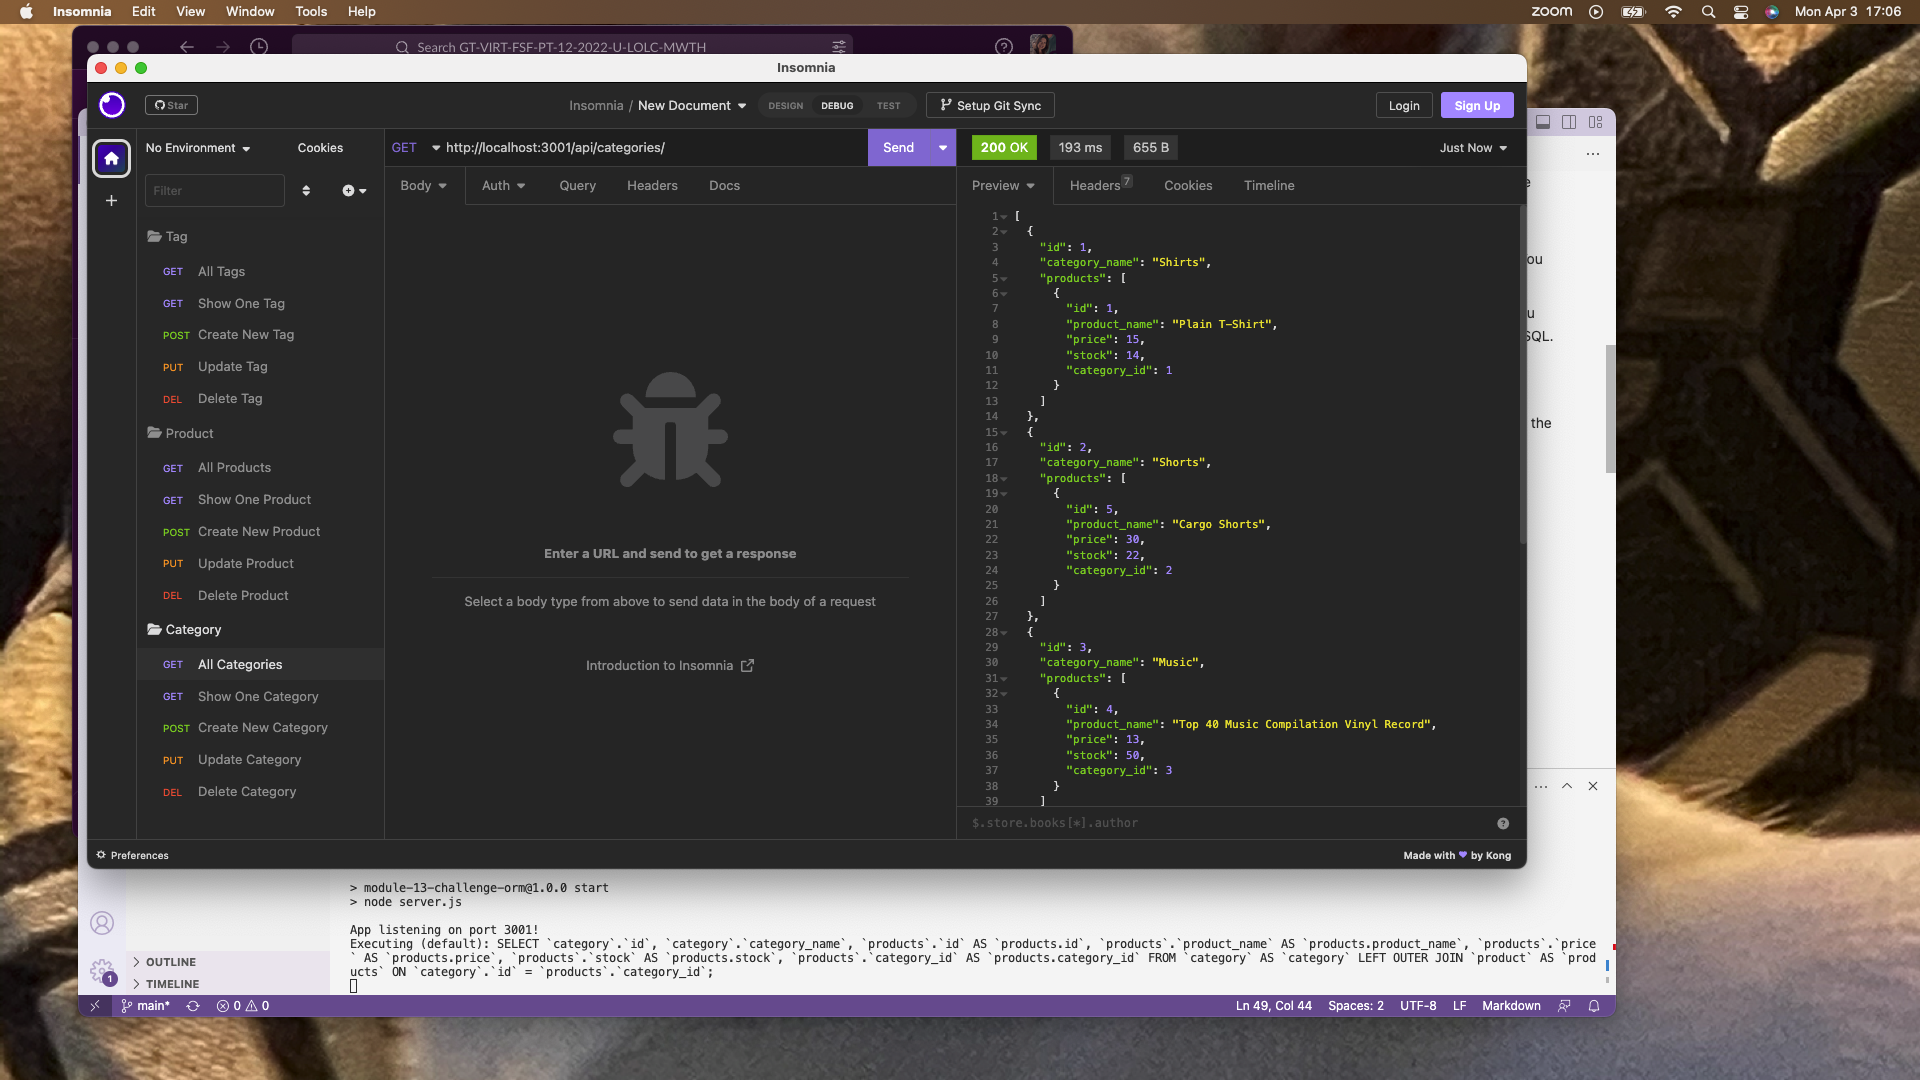 Insomnia Edit View Window Tools Help
zoom Mon Apr 3 17:06
Search GT-VIRT-FSF-PT-12-2022-U-LOLC-MWTH
Insomnia
Star
Insomnia / New Document
DESIGN DEBUG TEST
Setup Git Sync
Login
Sign Up
No Environment
Cookies
Filter
Tag
GET All Tags
GET Show One Tag
POST Create New Tag
PUT Update Tag
DEL Delete Tag
Product
GET All Products
GET Show One Product
POST Create New Product
PUT Update Product
DEL Delete Product
Category
GET All Categories
GET Show One Category
POST Create New Category
PUT Update Category
DEL Delete Category
GET http://localhost:3001/api/categories/ Send
Body Auth Query Headers Docs
Enter a URL and send to get a response
Select a body type from above to send data in the body of a request
Introduction to Insomnia
200 OK 193 ms 655 B Just Now
Preview Headers 7 Cookies Timeline
1 [
2 {
3 "id": 1,
4 "category_name": "Shirts",
5 "products": [
6 {
7 "id": 1,
8 "product_name": "Plain T-Shirt",
9 "price": 15,
10 "stock": 14,
11 "category_id": 1
12 }
13 ]
14 },
15 {
16 "id": 2,
17 "category_name": "Shorts",
18 "products": [
19 {
20 "id": 5,
21 "product_name": "Cargo Shorts",
22 "price": 30,
23 "stock": 22,
24 "category_id": 2
25 }
26 ]
27 },
28 {
29 "id": 3,
30 "category_name": "Music",
31 "products": [
32 {
33 "id": 4,
34 "product_name": "Top 40 Music Compilation Vinyl Record",
35 "price": 13,
36 "stock": 50,
37 "category_id": 3
38 }
39 ]
$.store.books[*].author
Preferences
Made with ❤ by Kong
ou
u
SQL.
the
> module-13-challenge-orm@1.0.0 start
> node server.js
App listening on port 3001!
Executing (default): SELECT `category`.`id`, `category`.`category_name`, `products`.`id` AS `products.id`, `products`.`product_name` AS `products.product_name`, `products`.`price
` AS `products.price`, `products`.`stock` AS `products.stock`, `products`.`category_id` AS `products.category_id` FROM `category` AS `category` LEFT OUTER JOIN `product` AS `prod
ucts` ON `category`.`id` = `products`.`category_id`;
OUTLINE
TIMELINE
1
main* 0 0
Ln 49, Col 44 Spaces: 2 UTF-8 LF Markdown